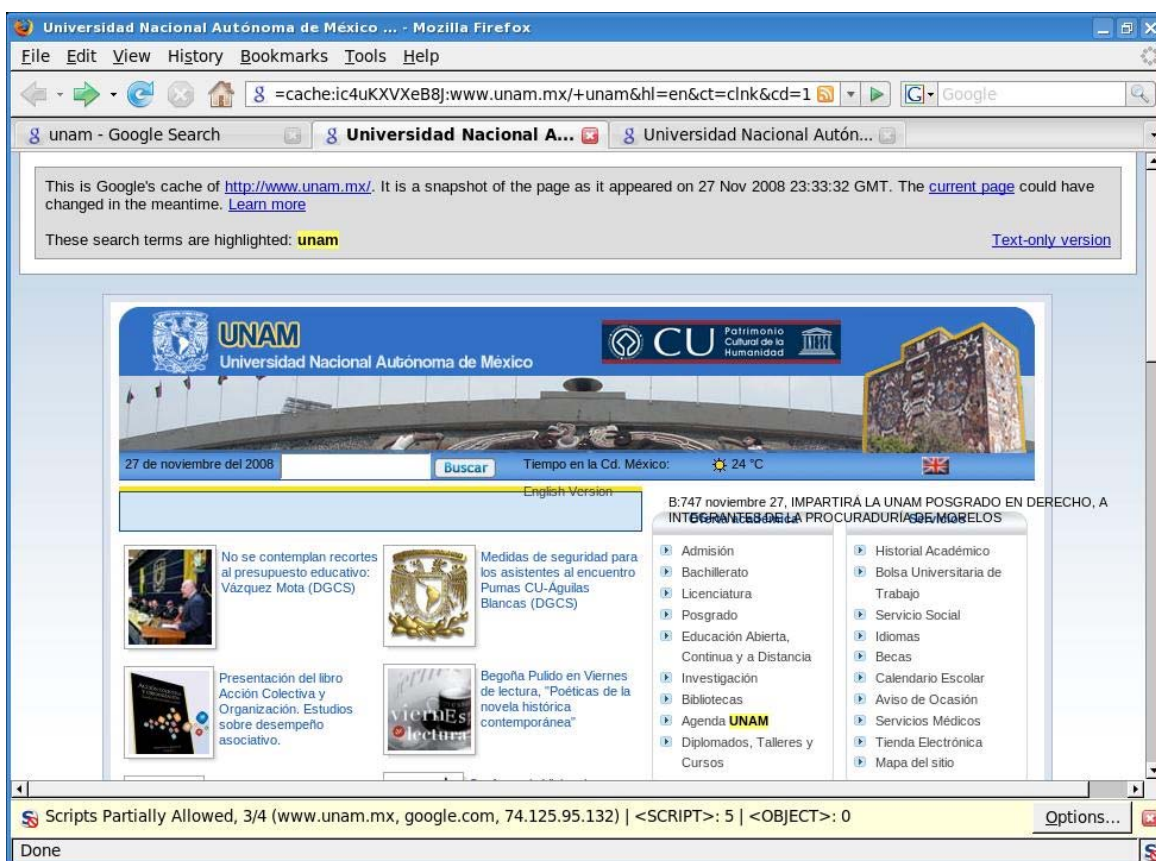 Universidad Nacional Autónoma de México ... - Mozilla Firefox
File Edit View History Bookmarks Tools Help
=cache:ic4uKXVXeB8J:www.unam.mx/+unam&hl=en&ct=clnk&cd=1 Google
unam - Google Search Universidad Nacional A... Universidad Nacional Autón...
This is Google's cache of http://www.unam.mx/. It is a snapshot of the page as it appeared on 27 Nov 2008 23:33:32 GMT. The current page could have
changed in the meantime. Learn more
These search terms are highlighted: unam Text-only version
UNAM
Universidad Nacional Autónoma de México
CU
Patrimonio
Cultural de la
Humanidad
27 de noviembre del 2008 Buscar Tiempo en la Cd. México: 24 °C
English Version
B:747 noviembre 27, IMPARTIRÁ LA UNAM POSGRADO EN DERECHO, A
INTEGRANTES DE LA PROCURADURÍA DE MORELOS
Oferta académica
Servicios
No se contemplan recortes
al presupuesto educativo:
Vázquez Mota (DGCS)
Medidas de seguridad para
los asistentes al encuentro
Pumas CU-Águilas
Blancas (DGCS)
Presentación del libro
Acción Colectiva y
Organización. Estudios
sobre desempeño
asociativo.
viernEs
de lectura
Begoña Pulido en Viernes
de lectura, "Poéticas de la
novela histórica
contemporánea"
Admisión
Bachillerato
Licenciatura
Posgrado
Educación Abierta,
Continua y a Distancia
Investigación
Bibliotecas
Agenda UNAM
Diplomados, Talleres y
Cursos
Historial Académico
Bolsa Universitaria de
Trabajo
Servicio Social
Idiomas
Becas
Calendario Escolar
Aviso de Ocasión
Servicios Médicos
Tienda Electrónica
Mapa del sitio
Scripts Partially Allowed, 3/4 (www.unam.mx, google.com, 74.125.95.132) | <SCRIPT>: 5 | <OBJECT>: 0 Options...
Done